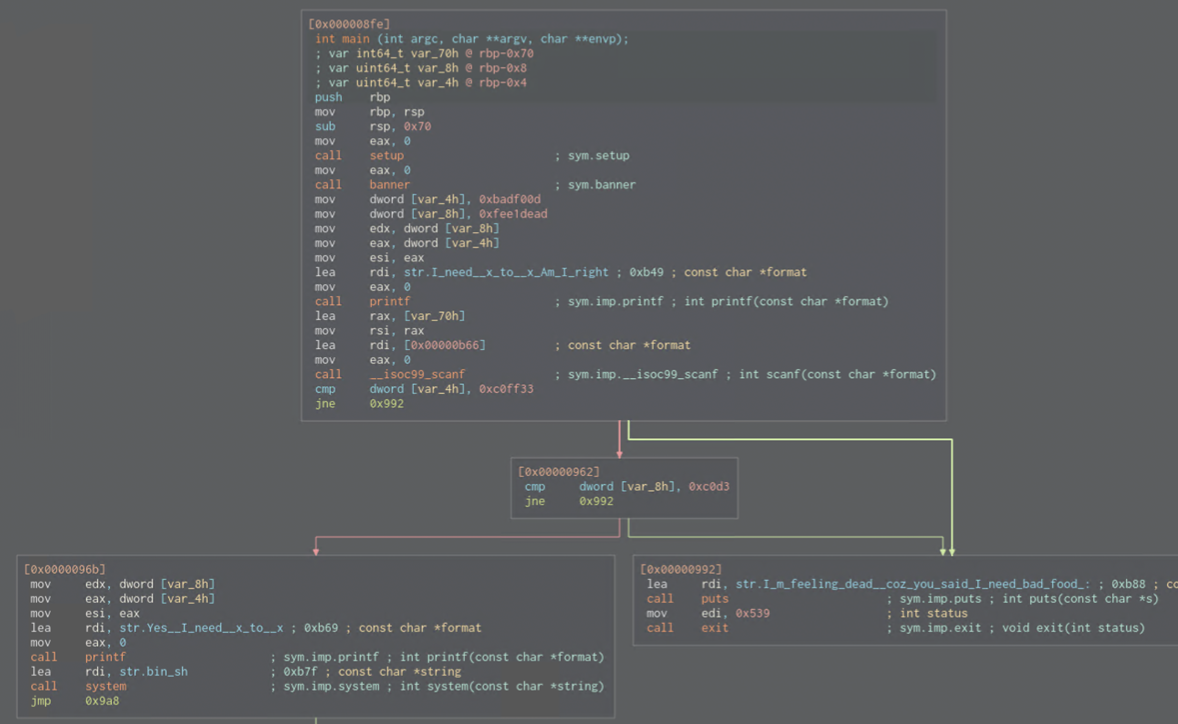 [0x000008fe]
int main (int argc, char **argv, char **envp);
; var int64_t var_70h @ rbp-0x70
; var uint64_t var_8h @ rbp-0x8
; var uint64_t var_4h @ rbp-0x4
push rbp
mov rbp, rsp
sub rsp, 0x70
mov eax, 0
call setup ; sym.setup
mov eax, 0
call banner ; sym.banner
mov dword [var_4h], 0xbadf00d
mov dword [var_8h], 0xfee1dead
mov edx, dword [var_8h]
mov eax, dword [var_4h]
mov esi, eax
lea rdi, str.I_need__x_to__x_Am_I_right ; 0xb49 ; const char *format
mov eax, 0
call printf ; sym.imp.printf ; int printf(const char *format)
lea rax, [var_70h]
mov rsi, rax
lea rdi, [0x00000b66] ; const char *format
mov eax, 0
call __isoc99_scanf ; sym.imp.__isoc99_scanf ; int scanf(const char *format)
cmp dword [var_4h], 0xc0ff33
jne 0x992
[0x00000962]
cmp dword [var_8h], 0xc0d3
jne 0x992
[0x0000096b]
mov edx, dword [var_8h]
mov eax, dword [var_4h]
mov esi, eax
lea rdi, str.Yes__I_need__x_to__x ; 0xb69 ; const char *format
mov eax, 0
call printf ; sym.imp.printf ; int printf(const char *format)
lea rdi, str.bin_sh ; 0xb7f ; const char *string
call system ; sym.imp.system ; int system(const char *string)
jmp 0x9a8
[0x00000992]
lea rdi, str.I_m_feeling_dead__coz_you_said_I_need_bad_food_: ; 0xb88 ; co
call puts ; sym.imp.puts ; int puts(const char *s)
mov edi, 0x539 ; int status
call exit ; sym.imp.exit ; void exit(int status)